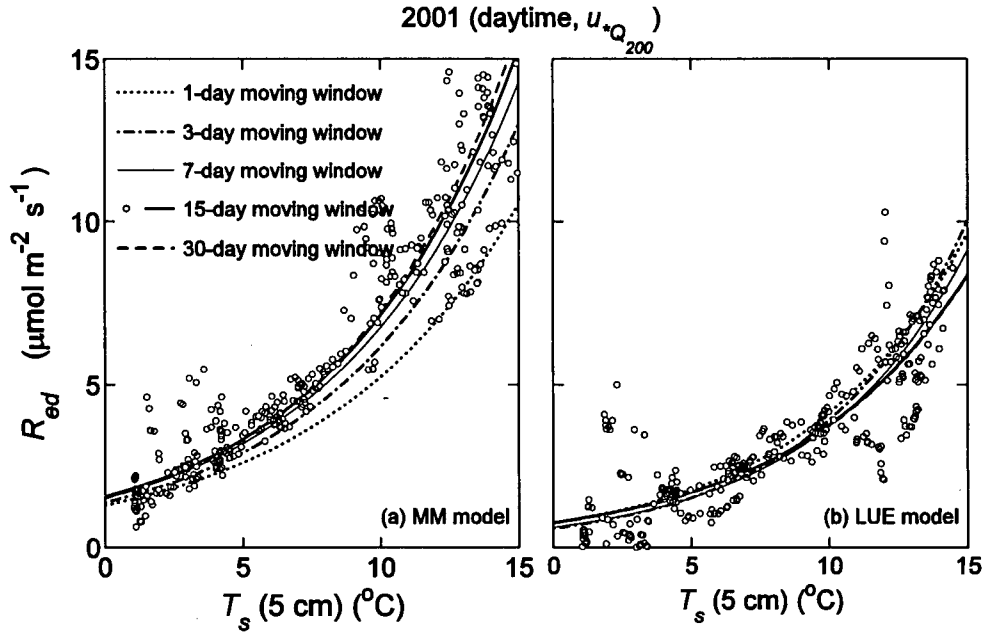 2001 (daytime, u*Q200)
15
1-day moving window
3-day moving window
7-day moving window
15-day moving window
30-day moving window
10
5
0
Red (μmol m-2 s-1)
(a) MM model
(b) LUE model
0 5 10 15
0 5 10 15
Ts (5 cm) (oC)
Ts (5 cm) (oC)